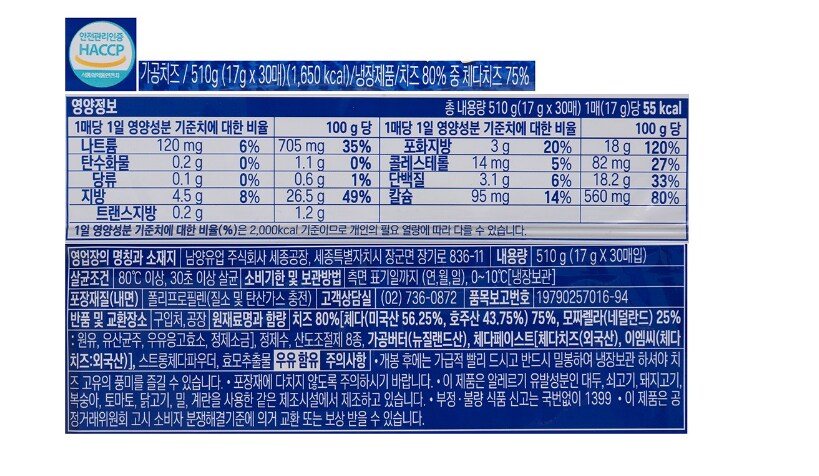 안전관리인증
HACCP
식품의약품안전처
가공치즈 / 510g (17g x 30매)(1,650 kcal)/냉장제품/치즈 80% 중 체다치즈 75%
영양정보 총 내용량 510 g(17 g x 30매) 1매(17 g)당 55 kcal
1매당 1일 영양성분 기준치에 대한 비율 100 g 당 1매당 1일 영양성분 기준치에 대한 비율 100 g 당
나트륨 120 mg 6% 705 mg 35% 포화지방 3 g 20% 18 g 120%
탄수화물 0.2 g 0% 1.1 g 0% 콜레스테롤 14 mg 5% 82 mg 27%
당류 0.1 g 0% 0.6 g 1% 단백질 3.1 g 6% 18.2 g 33%
지방 4.5 g 8% 26.5 g 49% 칼슘 95 mg 14% 560 mg 80%
트랜스지방 0.2 g 1.2 g
1일 영양성분 기준치에 대한 비율(%)은 2,000kcal 기준이므로 개인의 필요 열량에 따라 다를 수 있습니다.
영업장의 명칭과 소재지 남양유업 주식회사 세종공장, 세종특별자치시 장군면 장기로 836-11 내용량 510 g (17 g X 30매입)
살균조건 80℃ 이상, 30초 이상 살균 소비기한 및 보관방법 측면 표기일까지 (연,월,일), 0~10℃[냉장보관]
포장재질(내면) 폴리프로필렌(질소 및 탄산가스 충전) 고객상담실 (02) 736-0872 품목보고번호 19790257016-94
반품 및 교환장소 구입처,공장 원재료명과 함량 치즈 80%[체다(미국산 56.25%, 호주산 43.75%) 75%, 모짜렐라(네덜란드) 25%
: 원유, 유산균주, 우유응고효소, 정제소금], 정제수, 산도조절제 8종, 가공버터(뉴질랜드산), 체다페이스트[체다치즈(외국산), 이엠씨(체다
치즈:외국산)], 스트롱체다파우더, 효모추출물 우유 함유 주의사항 • 개봉 후에는 가급적 빨리 드시고 반드시 밀봉하여 냉장보관 하셔야 치
즈 고유의 풍미를 즐길 수 있습니다. • 포장재에 다치지 않도록 주의하시기 바랍니다. • 이 제품은 알레르기 유발성분인 대두, 쇠고기, 돼지고기,
복숭아, 토마토, 닭고기, 밀, 계란을 사용한 같은 제조시설에서 제조하고 있습니다. • 부정·불량 식품 신고는 국번없이 1399 • 이 제품은 공
정거래위원회 고시 소비자 분쟁해결기준에 의거 교환 또는 보상 받을 수 있습니다.